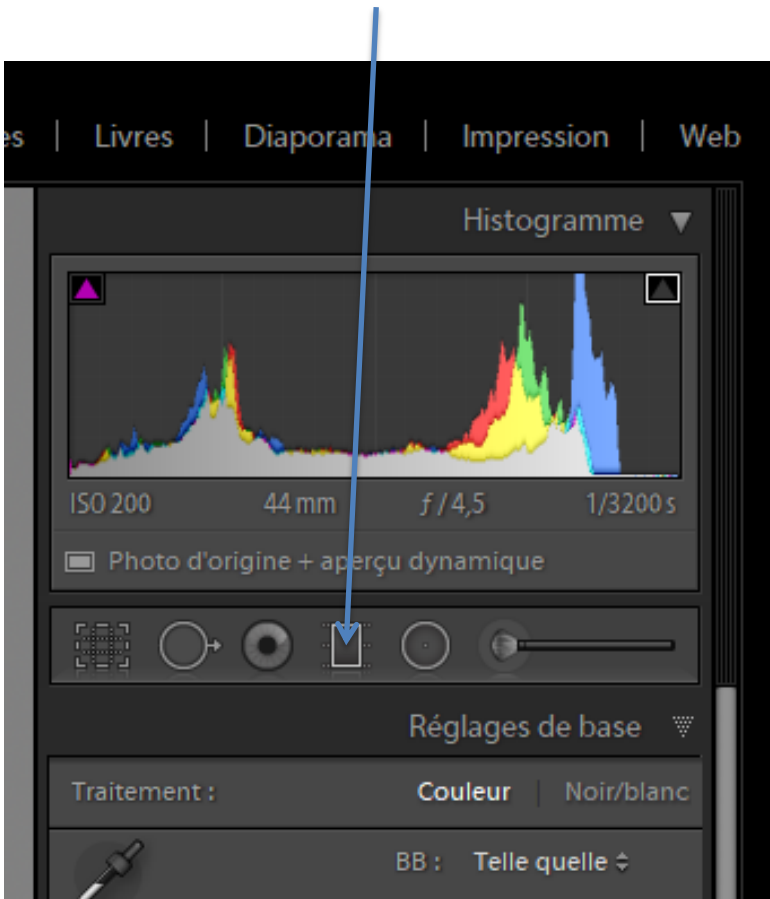 es | Livres | Diaporama | Impression | Web
Histogramme
ISO 200 44 mm ƒ / 4,5 1/3200 s
Photo d'origine + aperçu dynamique
Réglages de base
Traitement : Couleur | Noir/blanc
BB : Telle quelle